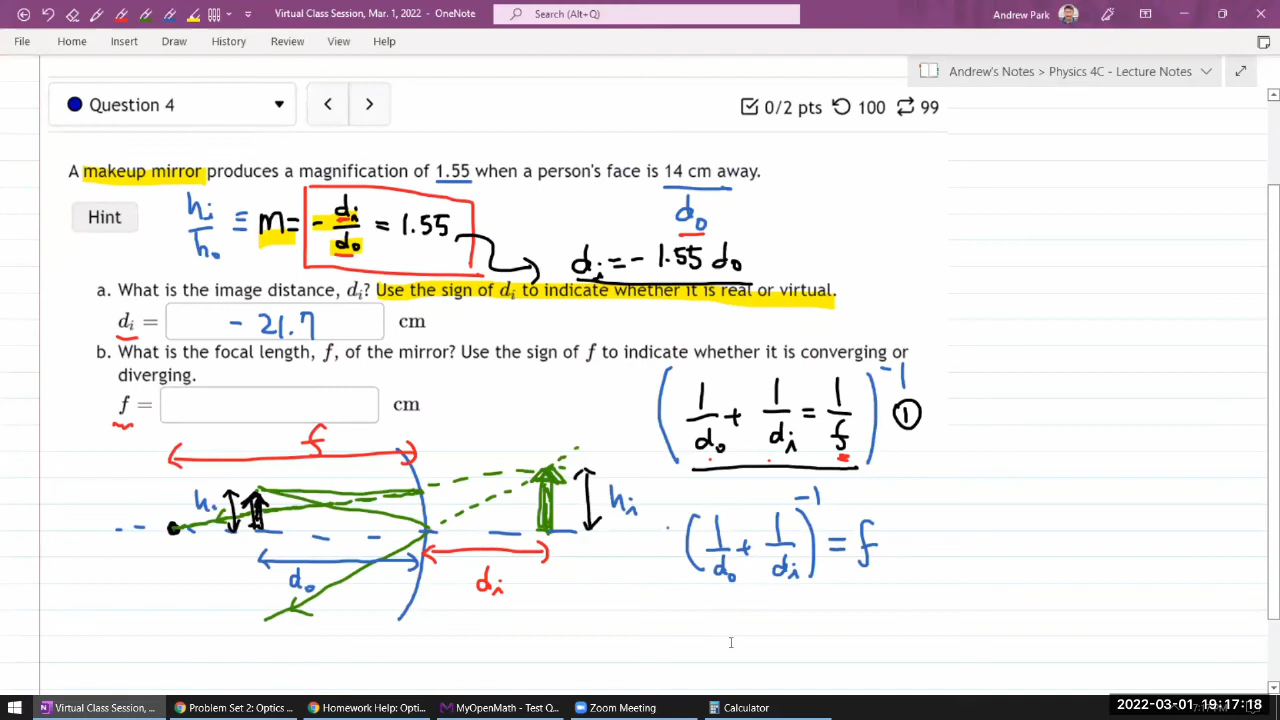 Virtual Class Session, Mar. 1, 2022 - OneNote
Search (Alt+Q)
Andrew Park
File Home Insert Draw History Review View Help
Andrew's Notes > Physics 4C - Lecture Notes
Question 4
0/2 pts 100 99
A makeup mirror produces a magnification of 1.55 when a person's face is 14 cm away.
Hint
hi/ho ≡ m = - di/do = 1.55
do
di = - 1.55 do
a. What is the image distance, di? Use the sign of di to indicate whether it is real or virtual.
di = - 21.7 cm
b. What is the focal length, f, of the mirror? Use the sign of f to indicate whether it is converging or
diverging.
f = cm
(1/do + 1/di = 1/f)^-1 ①
f
ho
hi
do
di
(1/do + 1/di)^-1 = f
Virtual Class Session, ... Problem Set 2: Optics ... Homework Help: Opti... MyOpenMath - Test Q... Zoom Meeting Calculator
2022-03-01 19:17:18